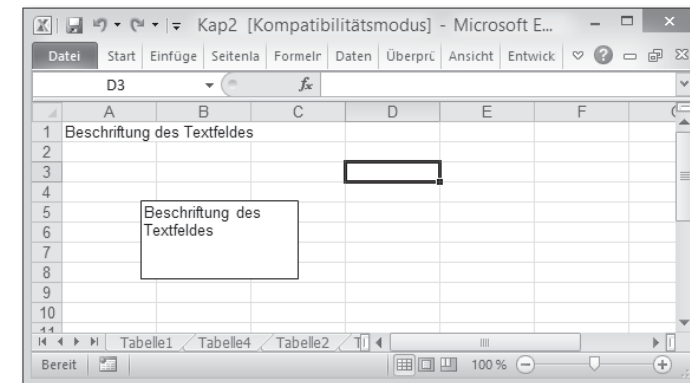 Kap2 [Kompatibilitätsmodus] - Microsoft E...
Datei Start Einfüge Seitenla Formeln Daten Überprü Ansicht Entwick
D3 fx
A B C D E F
1 Beschriftung des Textfeldes
2
3
4
5
6
7
8
9
10
Beschriftung des
Textfeldes
Tabelle1 Tabelle4 Tabelle2
Bereit 100 %